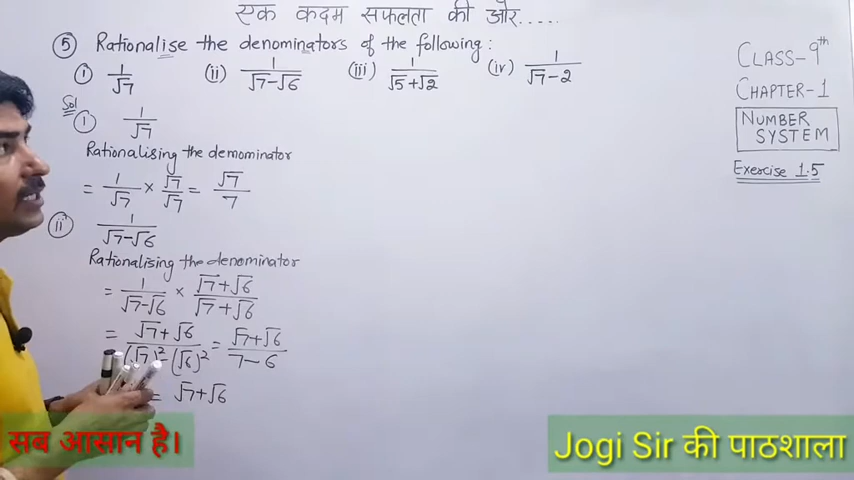 एक कदम सफलता की ओर.....
⑤ Rationalise the denominators of the following:
(i) 1/√7 (ii) 1/(√7-√6) (iii) 1/(√5+√2) (iv) 1/(√7-2)
Sol
(i) 1/√7
Rationalising the demominator
= 1/√7 × √7/√7 = √7/7
(ii) 1/(√7-√6)
Rationalising the denominator
= 1/(√7-√6) × (√7+√6)/(√7+√6)
= (√7+√6)/((√7)²-(√6)²) = (√7+√6)/(7-6)
= √7+√6
CLASS-9th
CHAPTER-1
NUMBER
SYSTEM
Exercise 1.5
सब आसान है।
Jogi Sir की पाठशाला